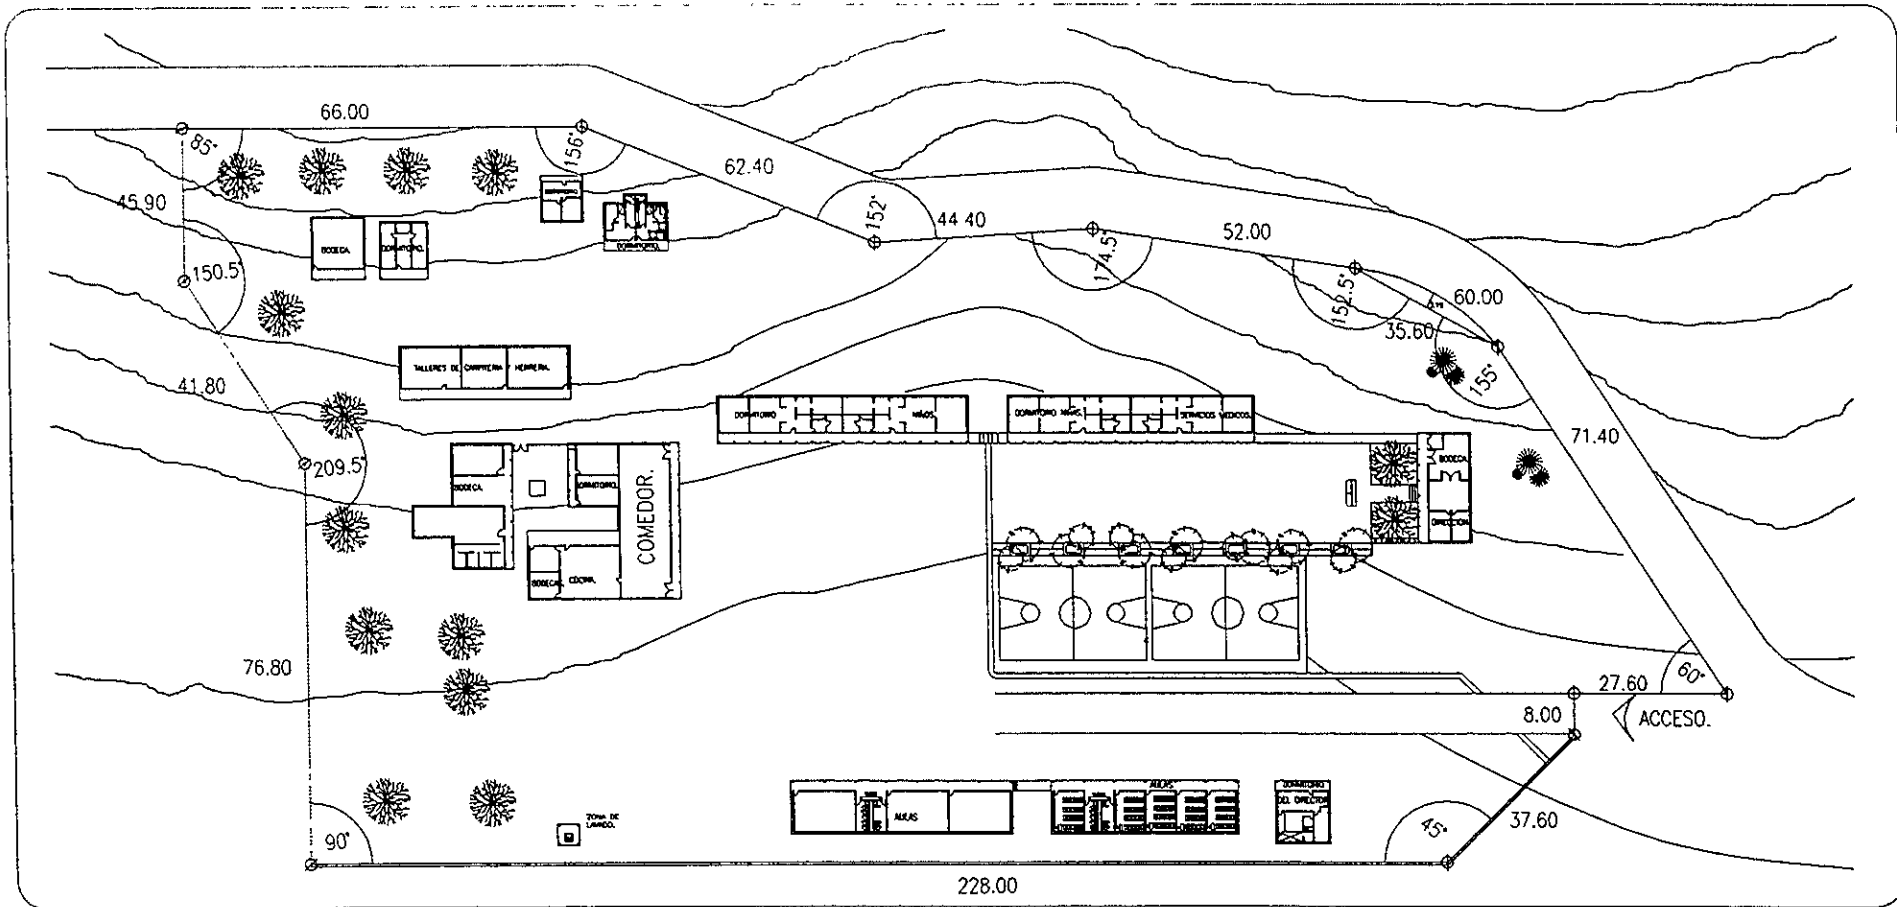 66.00
85°
156°
62.40
45.90
DORMITORIO.
BODEGA.
DORMITORIO.
152°
44 40
174.5°
52.00
150.5°
152.5°
60.00
35.60
155°
TALLERES DE CARPITERIA Y HERRERIA.
41.80
DORMITORIO NIÑOS.
DORMITORIO NIÑAS.
SERVICIOS MEDICOS.
71.40
209.5°
BODEGA.
DORMITORIO.
COMEDOR.
BODEGA.
DIRECCION.
BODEGA.
COCINA.
76.80
60°
27.60
8.00
ACCESO.
ZONA DE
LAVADO.
AULAS
AULAS
DORMITORIO
DEL DIRECTOR
37.60
45°
90°
228.00